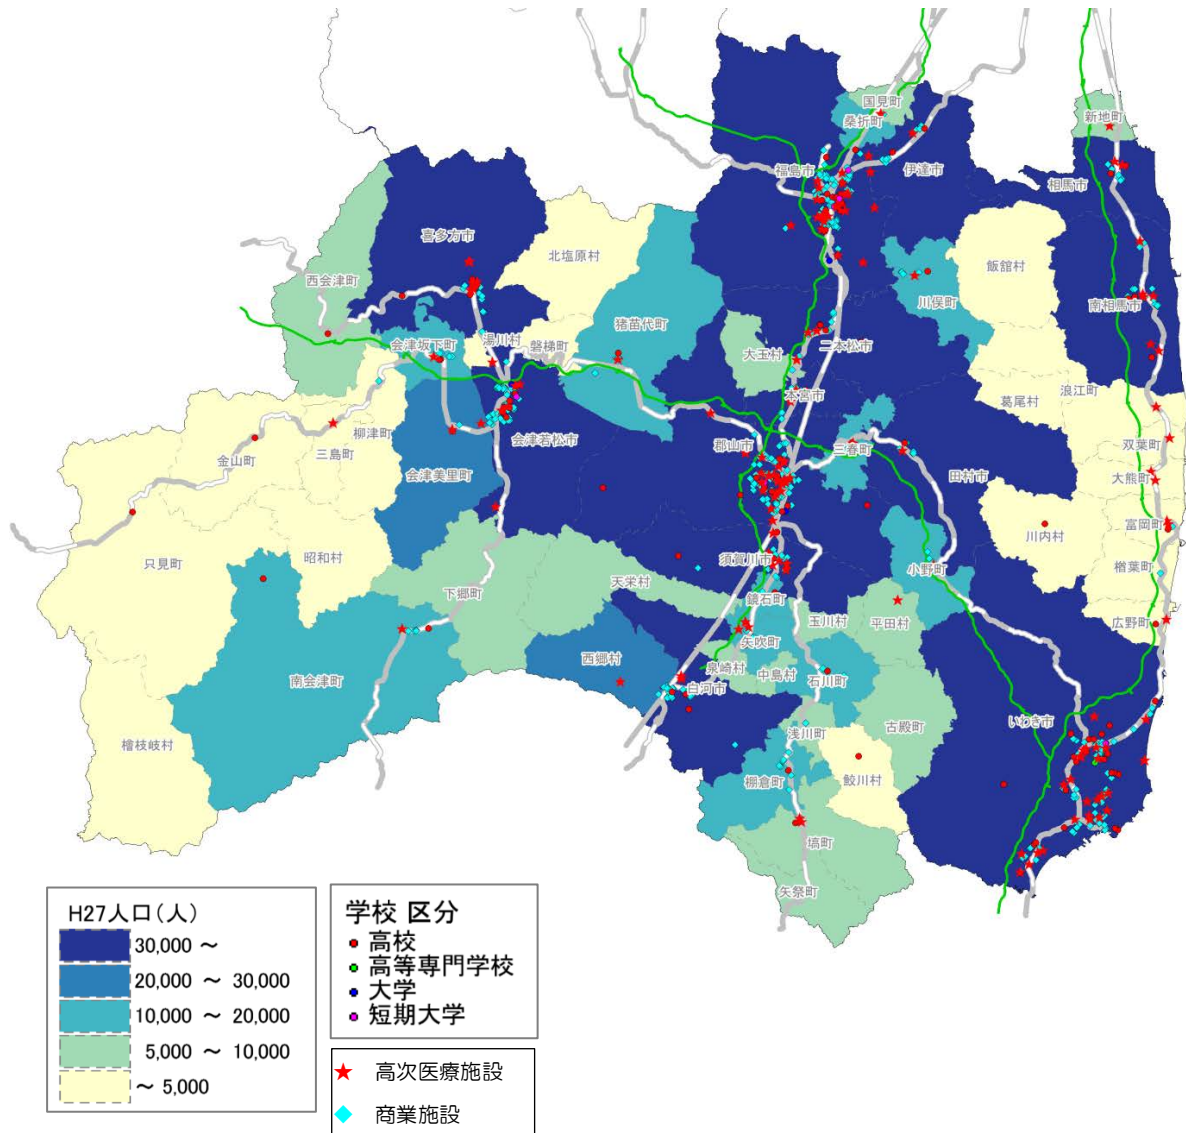 国見町
桑折町
新地町
福島市
伊達市
相馬市
喜多方市
北塩原村
飯舘村
西会津町
川俣町
猪苗代町
南相馬市
会津坂下町
湯川村
磐梯町
大玉村
二本松市
浪江町
葛尾村
本宮市
柳津町
双葉町
会津若松市
郡山市
三春町
金山町
三島町
会津美里町
田村市
大熊町
富岡町
川内村
只見町
昭和村
須賀川市
小野町
楢葉町
下郷町
天栄村
鏡石町
玉川村
平田村
広野町
矢吹町
西郷村
泉崎村
中島村
石川町
南会津町
白河市
いわき市
古殿町
檜枝岐村
浅川町
鮫川村
棚倉町
塙町
矢祭町
H27人口(人)
30,000 ～
20,000 ～ 30,000
10,000 ～ 20,000
5,000 ～ 10,000
～ 5,000
学校 区分
高校
高等専門学校
大学
短期大学
高次医療施設
商業施設